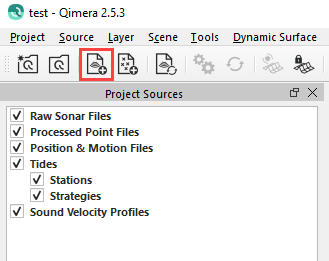 test - Qimera 2.5.3
Project Source Layer Scene Tools Dynamic Surface
Project Sources
Raw Sonar Files
Processed Point Files
Position & Motion Files
Tides
Stations
Strategies
Sound Velocity Profiles